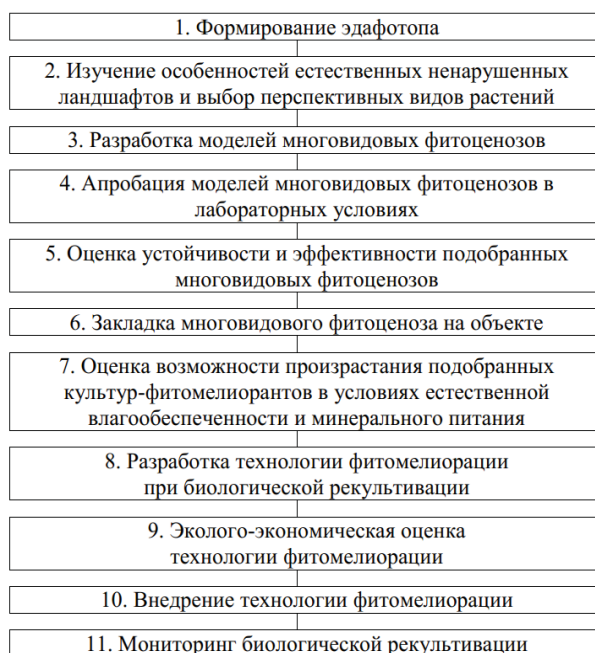 1. Формирование эдафотопа
2. Изучение особенностей естественных ненарушенных
ландшафтов и выбор перспективных видов растений
3. Разработка моделей многовидовых фитоценозов
4. Апробация моделей многовидовых фитоценозов в
лабораторных условиях
5. Оценка устойчивости и эффективности подобранных
многовидовых фитоценозов
6. Закладка многовидового фитоценоза на объекте
7. Оценка возможности произрастания подобранных
культур-фитомелиорантов в условиях естественной
влагообеспеченности и минерального питания
8. Разработка технологии фитомелиорации
при биологической рекультивации
9. Эколого-экономическая оценка
технологии фитомелиорации
10. Внедрение технологии фитомелиорации
11. Мониторинг биологической рекультивации